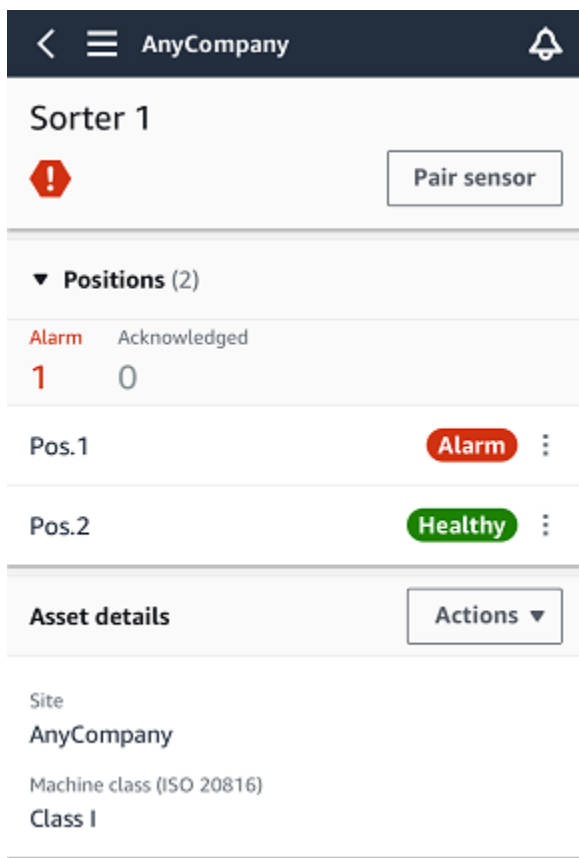 AnyCompany
Sorter 1
Pair sensor
Positions (2)
Alarm Acknowledged
1 0
Pos.1 Alarm
Pos.2 Healthy
Asset details Actions
Site
AnyCompany
Machine class (ISO 20816)
Class I